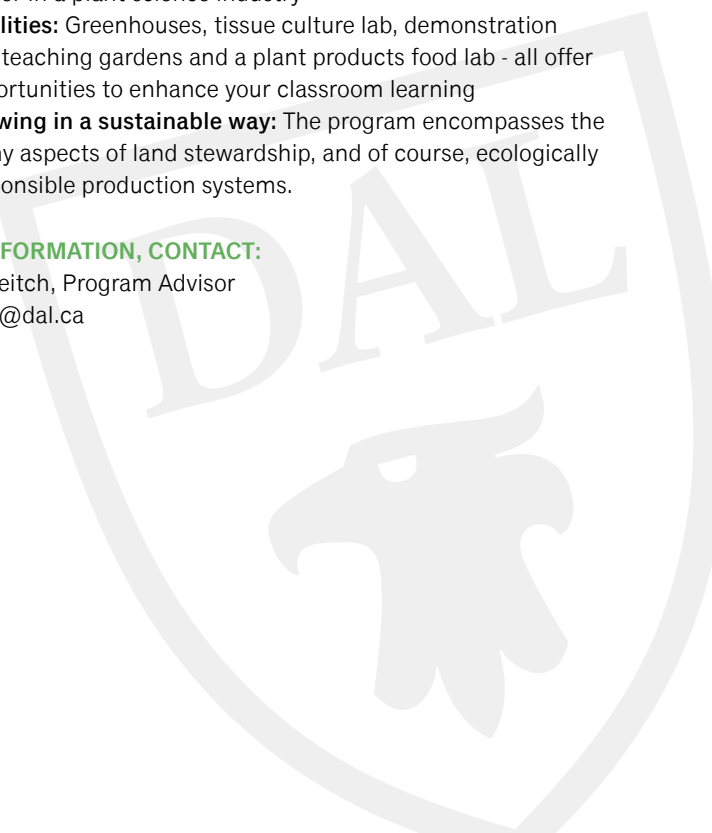 in a plant science industry
lities: Greenhouses, tissue culture lab, demonstration
teaching gardens and a plant products food lab - all offer
ortunities to enhance your classroom learning
wing in a sustainable way: The program encompasses the
y aspects of land stewardship, and of course, ecologically
onsible production systems.
FORMATION, CONTACT:
eitch, Program Advisor
@dal.ca
DAL